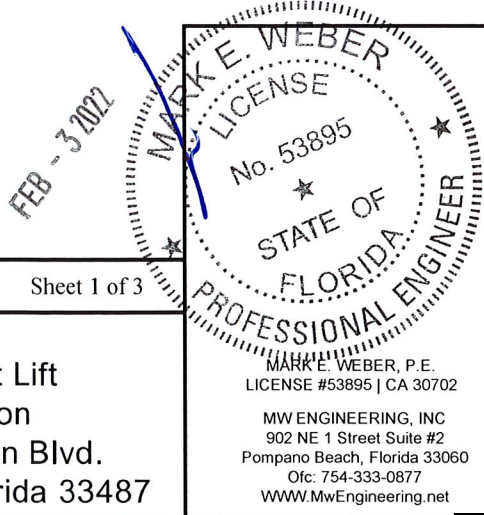 FEB - 3 2022
MARK E. WEBER
LICENSE
No. 53895
STATE OF
FLORIDA
PROFESSIONAL ENGINEER
Sheet 1 of 3
Lift
on
n Blvd.
rida 33487
MARK E. WEBER, P.E.
LICENSE #53895 | CA 30702
MW ENGINEERING, INC
902 NE 1 Street Suite #2
Pompano Beach, Florida 33060
Ofc: 754-333-0877
WWW.MwEngineering.net